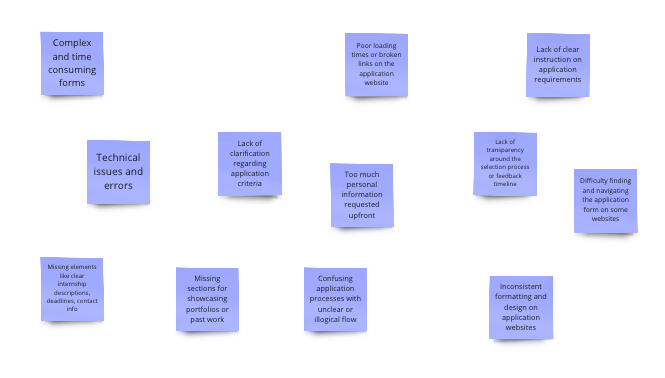 Complex
and time
consuming
forms
Poor loading
times or broken
links on the
application
website
Lack of clear
instruction on
application
requirements
Technical
issues and
errors
Lack of
clarification
regarding
application
criteria
Too much
personal
information
requested
upfront
Lack of
transparency
around the
selection process
or feedback
timeline
Difficulty finding
and navigating
the application
form on some
websites
Missing elements
like clear
internship
descriptions,
deadlines, contact
info
Missing
sections for
showcasing
portfolios or
past work
Confusing
application
processes with
unclear or
illogical flow
Inconsistent
formatting and
design on
application
websites